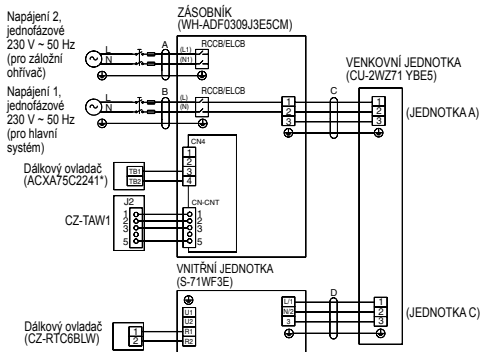 Napájení 2,
jednofázové
230 V ~ 50 Hz
(pro záložní
ohřívač)
L
N
A
ZÁSOBNÍK
(WH-ADF0309J3E5CM)
(L1)
(N1)
RCCB/ELCB
Napájení 1,
jednofázové
230 V ~ 50 Hz
(pro hlavní
systém)
L
N
B
(L)
(N)
RCCB/ELCB
1
2
3
C
VENKOVNÍ JEDNOTKA
(CU-2WZ71 YBE5)
1
2
3
(JEDNOTKA A)
Dálkový ovladač
(ACXA75C2241*)
TB1
TB2
CN4
1
2
3
4
CZ-TAW1
J2
1
2
3
5
CN-CNT
1
2
3
5
VNITŘNÍ JEDNOTKA
(S-71WF3E)
Dálkový ovladač
(CZ-RTC6BLW)
1
2
U1
U2
R1
R2
L/1
N/2
3
D
1
2
3
(JEDNOTKA C)